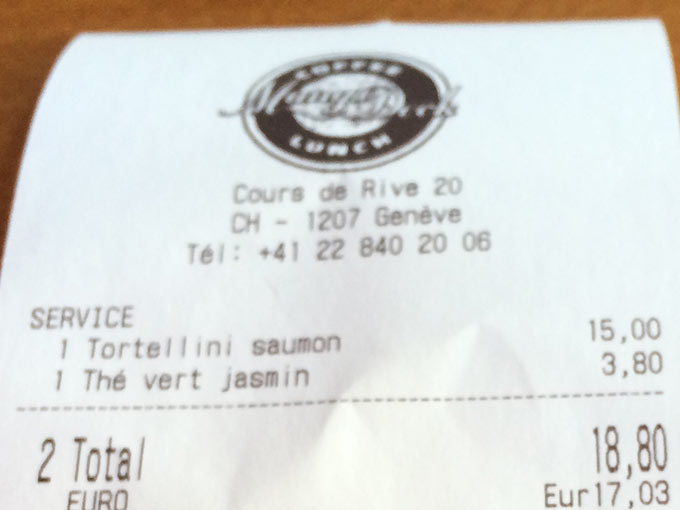 COFFEE
LUNCH
Cours de Rive 20
CH - 1207 Genève
Tél: +41 22 840 20 06
SERVICE
1 Tortellini saumon 15,00
1 Thé vert jasmin 3,80
2 Total 18,80
EURO Eur17,03